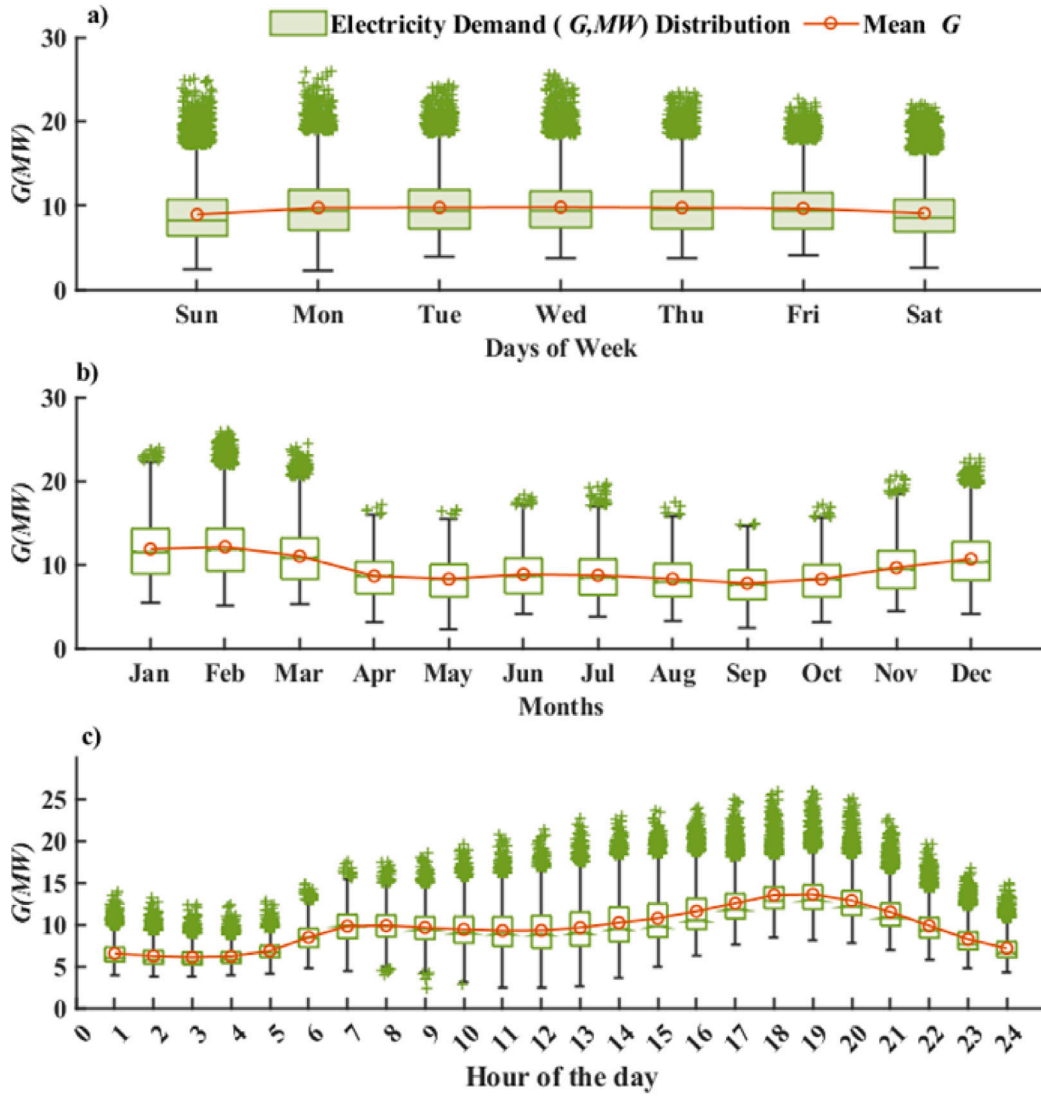 a)
Electricity Demand ( G,MW) Distribution Mean G
30
20
10
0
G(MW)
Sun Mon Tue Wed Thu Fri Sat
Days of Week
b)
30
20
10
0
G(MW)
Jan Feb Mar Apr May Jun Jul Aug Sep Oct Nov Dec
Months
c)
25
20
15
10
5
0
G(MW)
0 1 2 3 4 5 6 7 8 9 10 11 12 13 14 15 16 17 18 19 20 21 22 23 24
Hour of the day